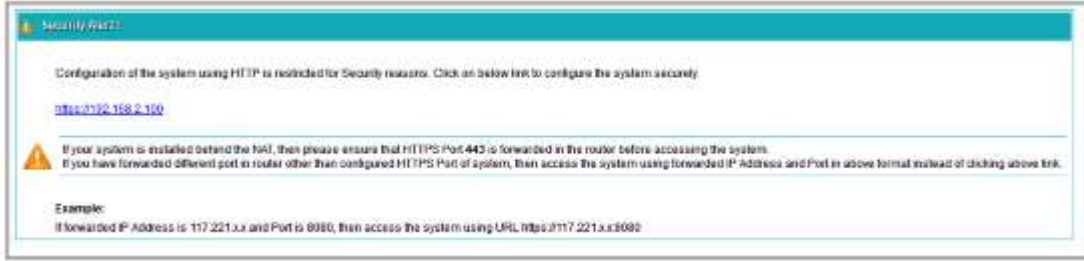 Security Alert!!
Configuration of the system using HTTP is restricted for Security reasons. Click on below link to configure the system securely.
https://192.168.2.100
If your system is installed behind the NAT, then please ensure that HTTPS Port 443 is forwarded in the router before accessing the system.
If you have forwarded different port in router other than configured HTTPS Port of system, then access the system using forwarded IP Address and Port in above format instead of clicking above link.
Example:
If forwarded IP Address is 117.221.x.x and Port is 8080, then access the system using URL https://117.221.x.x:8080